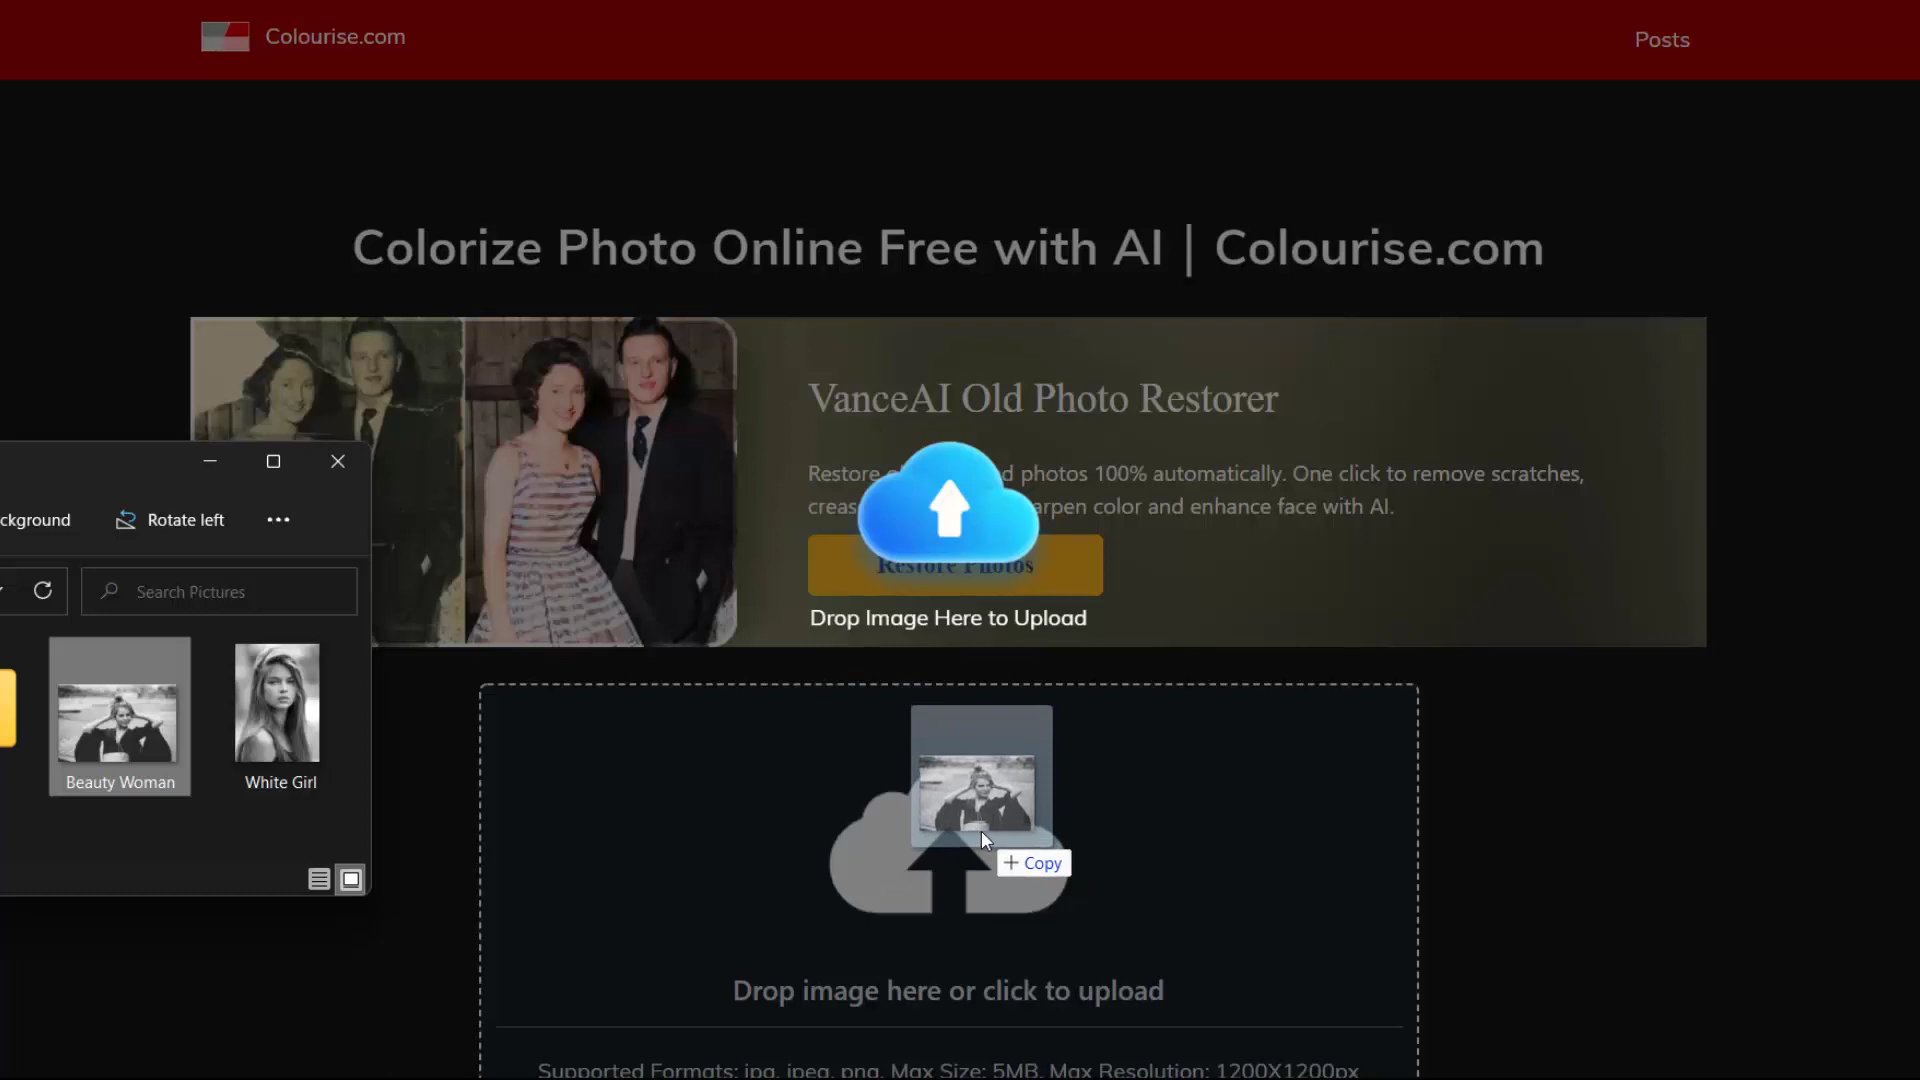 Colourise.com
Posts
Colorize Photo Online Free with AI | Colourise.com
VanceAI Old Photo Restorer
Restore d photos 100% automatically. One click to remove scratches,
creas arpen color and enhance face with AI.
Restore Photos
Drop Image Here to Upload
ckground
Rotate left
Search Pictures
Beauty Woman
White Girl
+ Copy
Drop image here or click to upload
Supported Formats: jpg, jpeg, png, Max Size: 5MB, Max Resolution: 1200X1200px